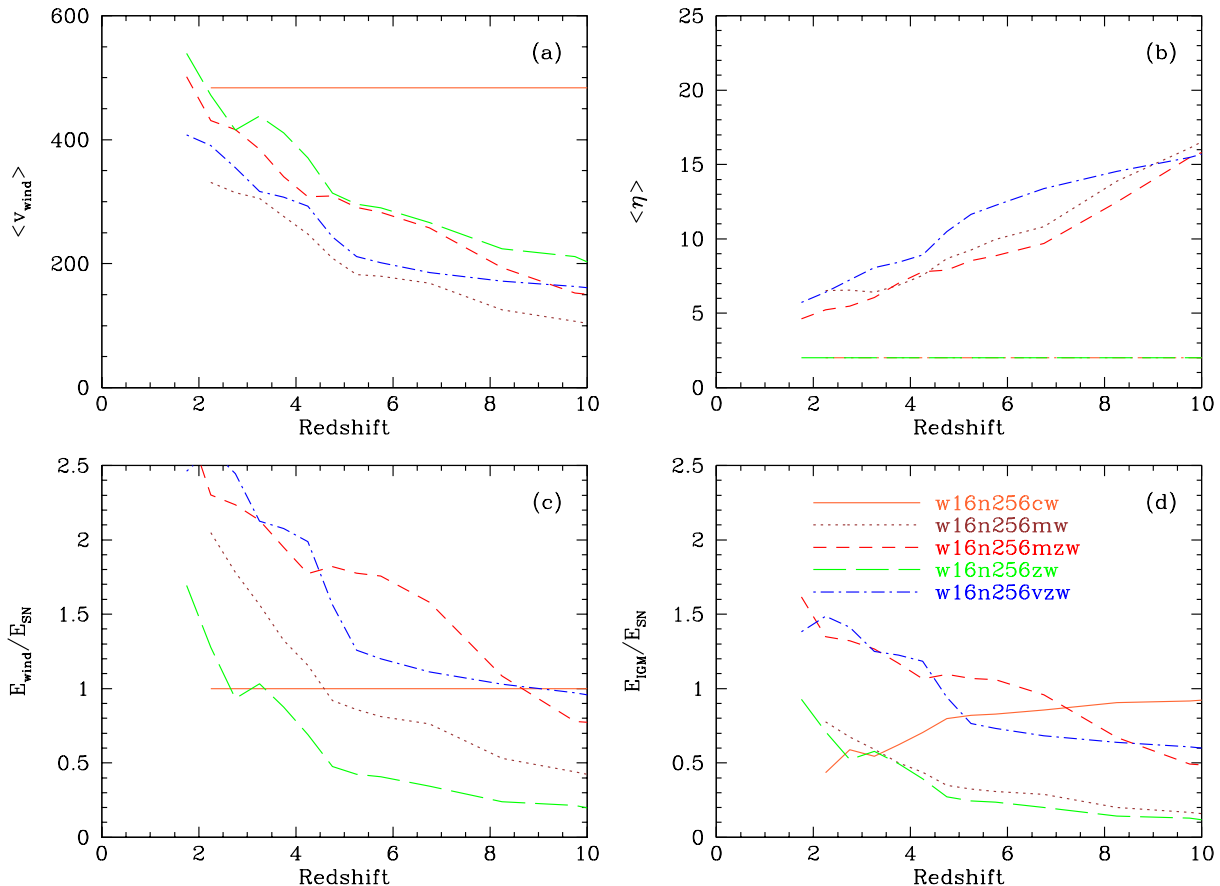 (a)
600
400
200
0
<v_wind>
0 2 4 6 8 10
Redshift
(b)
25
20
15
10
5
0
<η>
0 2 4 6 8 10
Redshift
(c)
2.5
2
1.5
1
0.5
0
E_wind/E_SN
0 2 4 6 8 10
Redshift
(d)
2.5
2
1.5
1
0.5
0
E_IGM/E_SN
w16n256cw
w16n256mw
w16n256mzw
w16n256zw
w16n256vzw
0 2 4 6 8 10
Redshift